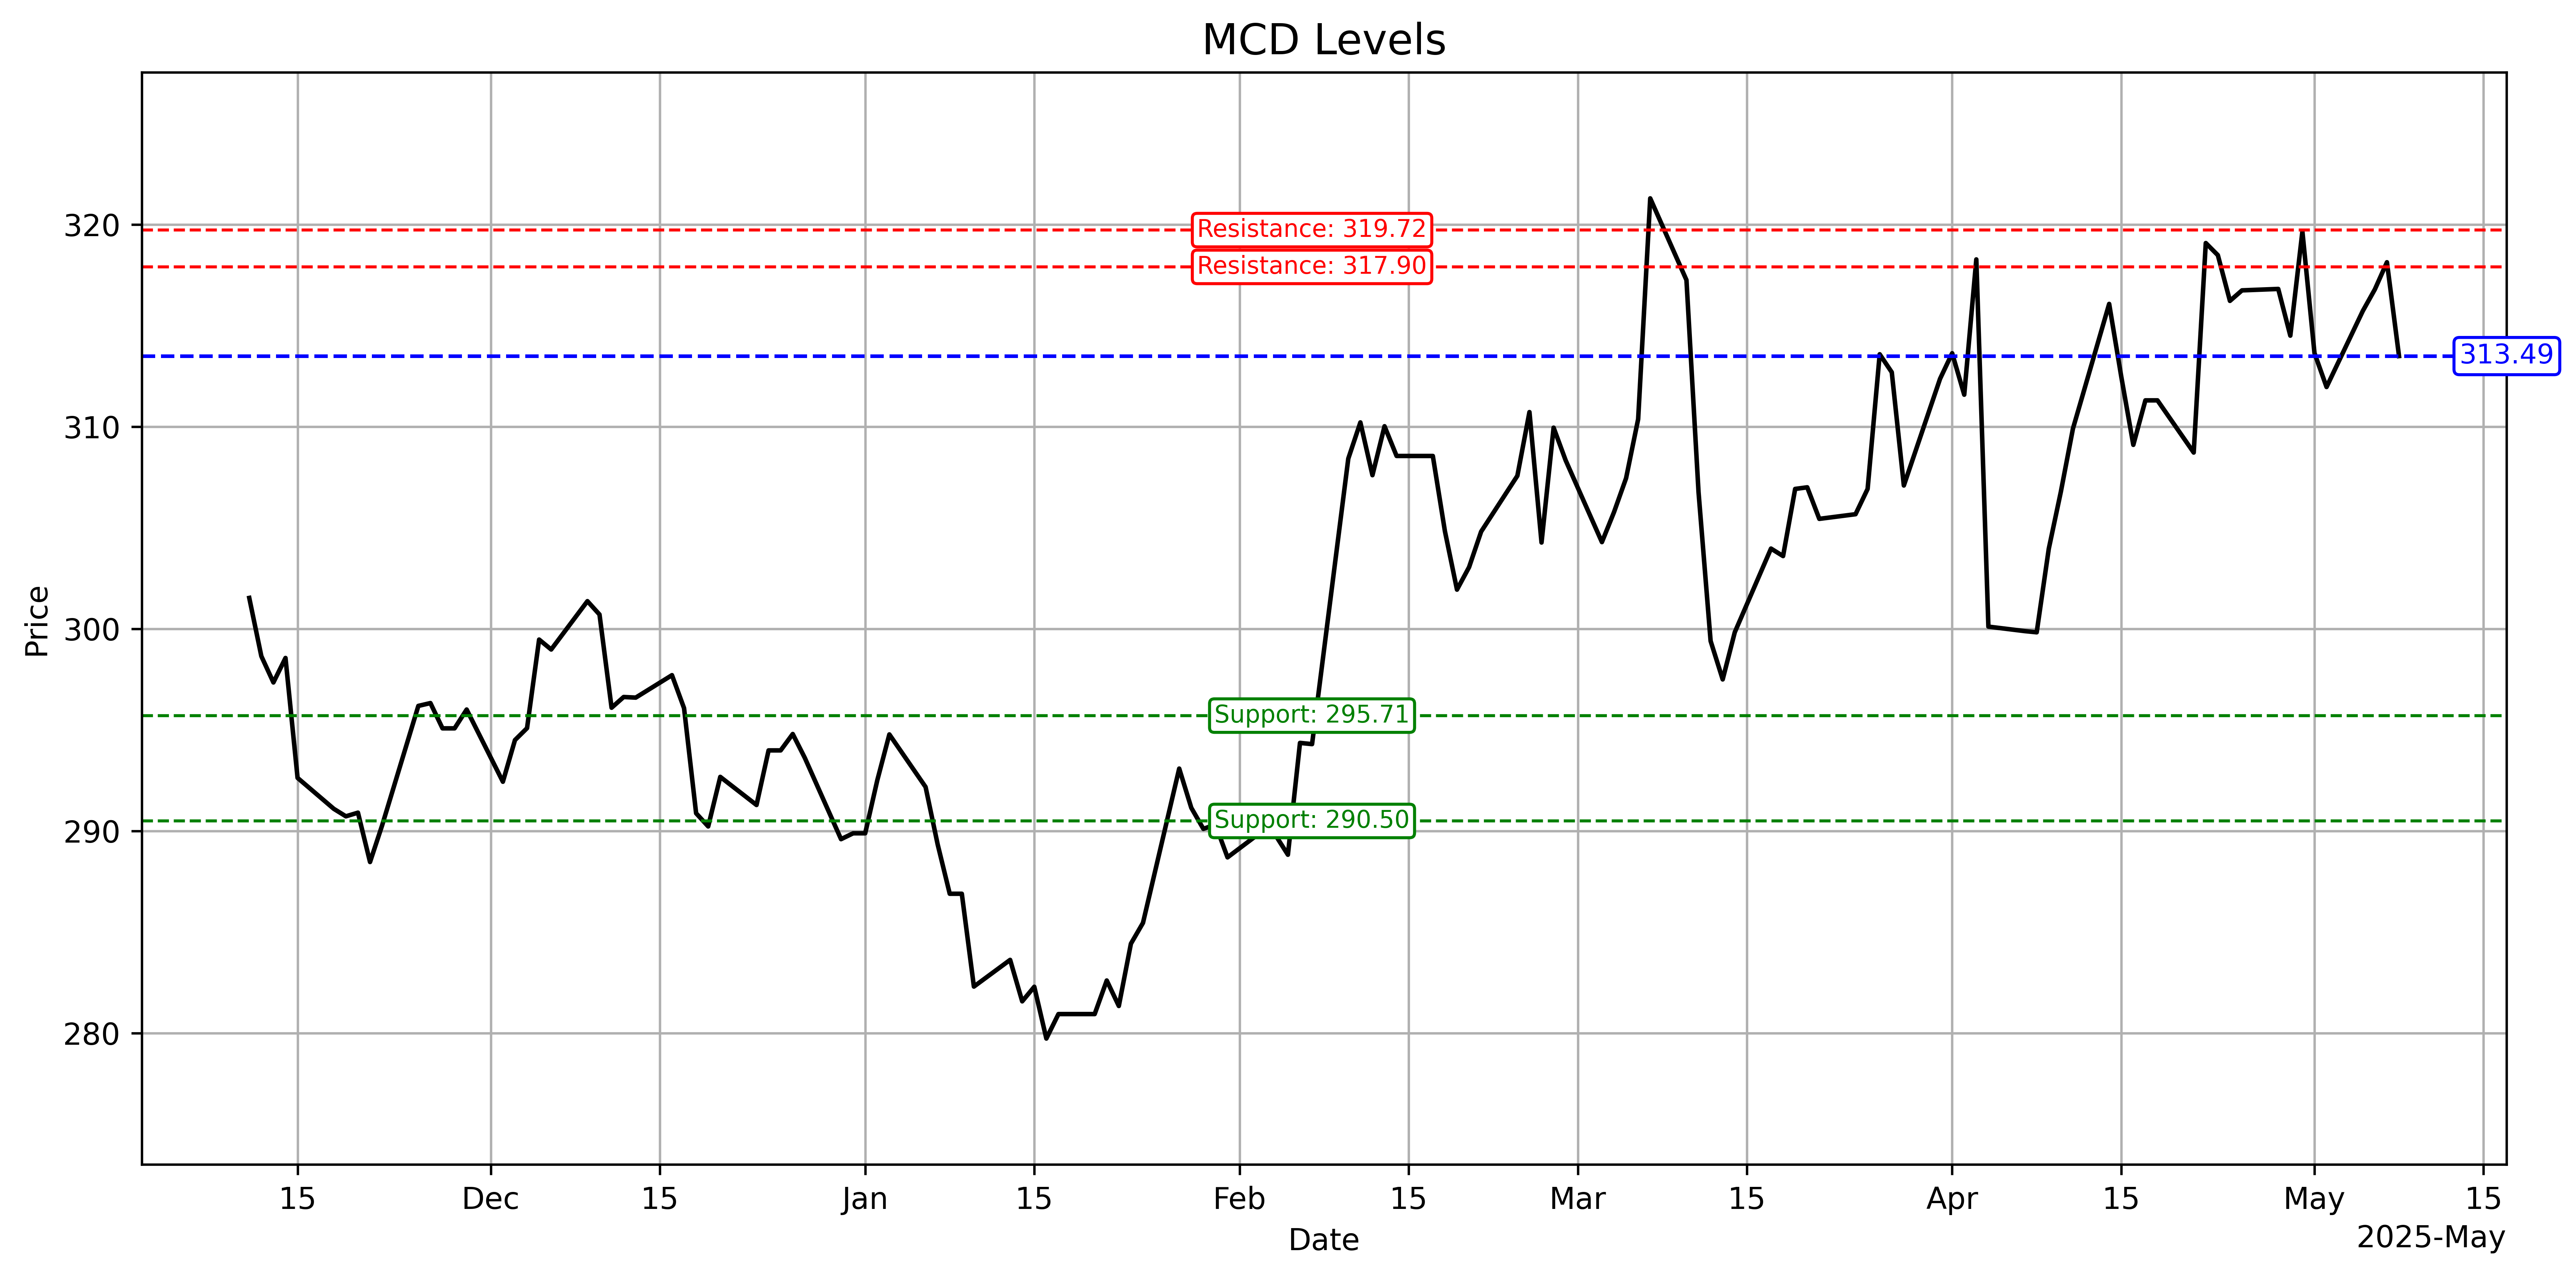 MCD Levels
320
310
300
290
280
Price
Resistance: 319.72
Resistance: 317.90
313.49
Support: 295.71
Support: 290.50
15 Dec 15 Jan 15 Feb 15 Mar 15 Apr 15 May 15
Date
2025-May